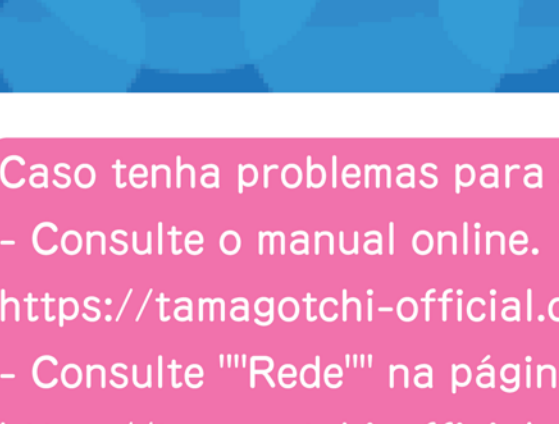 Caso tenha problemas para
- Consulte o manual online.
https://tamagotchi-official.c
- Consulte ""Rede"" na págin